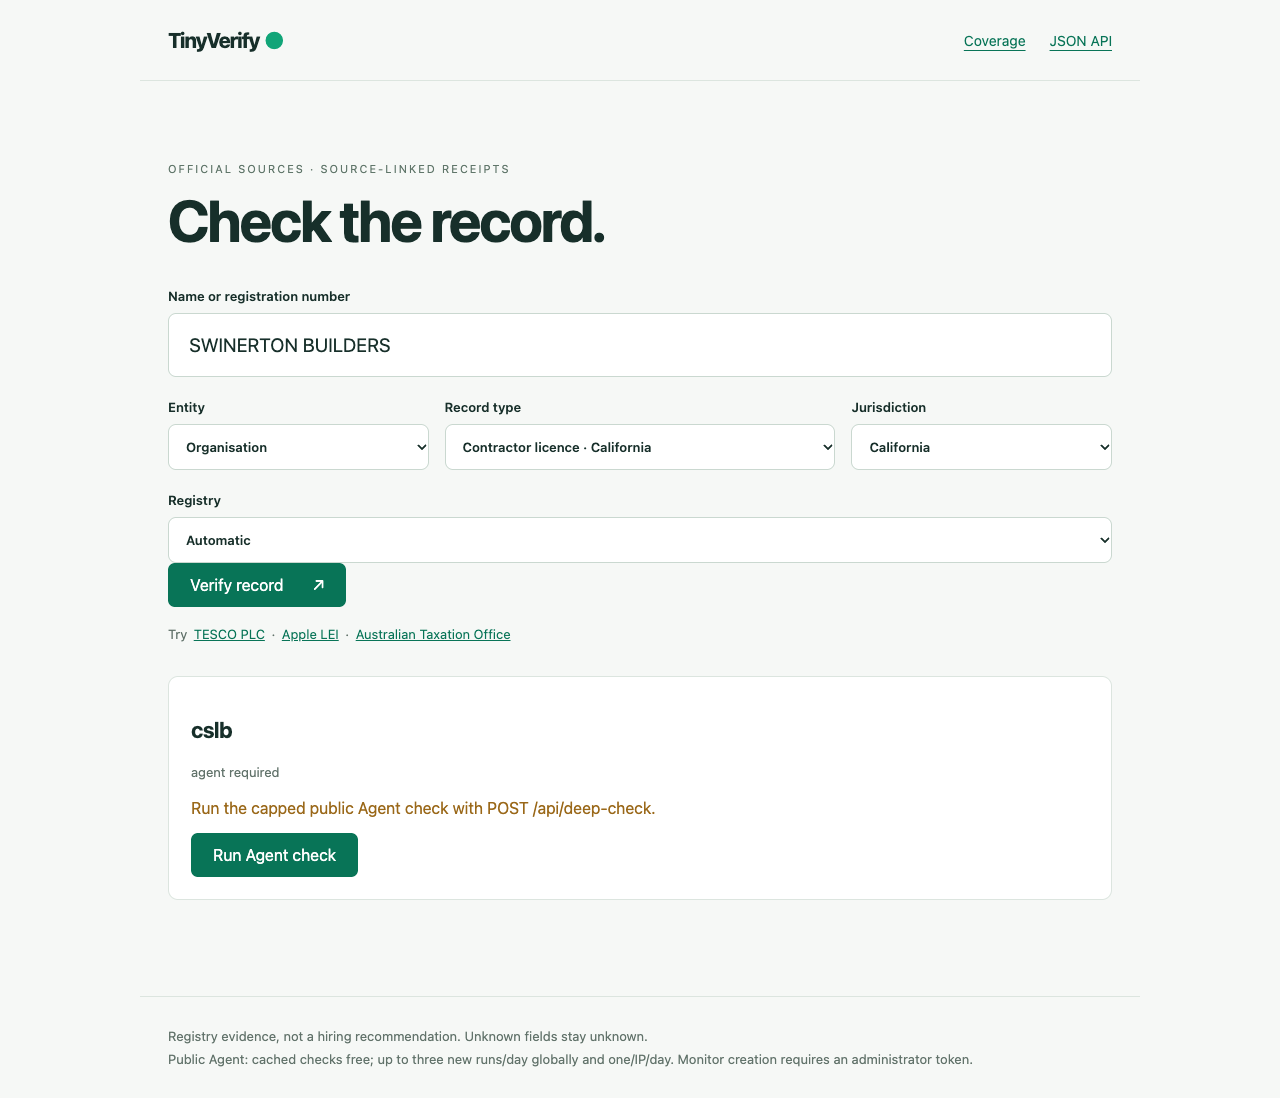 TinyVerify
Coverage JSON API
OFFICIAL SOURCES · SOURCE-LINKED RECEIPTS
Check the record.
Name or registration number
SWINERTON BUILDERS
Entity Record type Jurisdiction
Organisation Contractor licence · California California
Registry
Automatic
Verify record ↗
Try TESCO PLC · Apple LEI · Australian Taxation Office
cslb
agent required
Run the capped public Agent check with POST /api/deep-check.
Run Agent check
Registry evidence, not a hiring recommendation. Unknown fields stay unknown.
Public Agent: cached checks free; up to three new runs/day globally and one/IP/day. Monitor creation requires an administrator token.